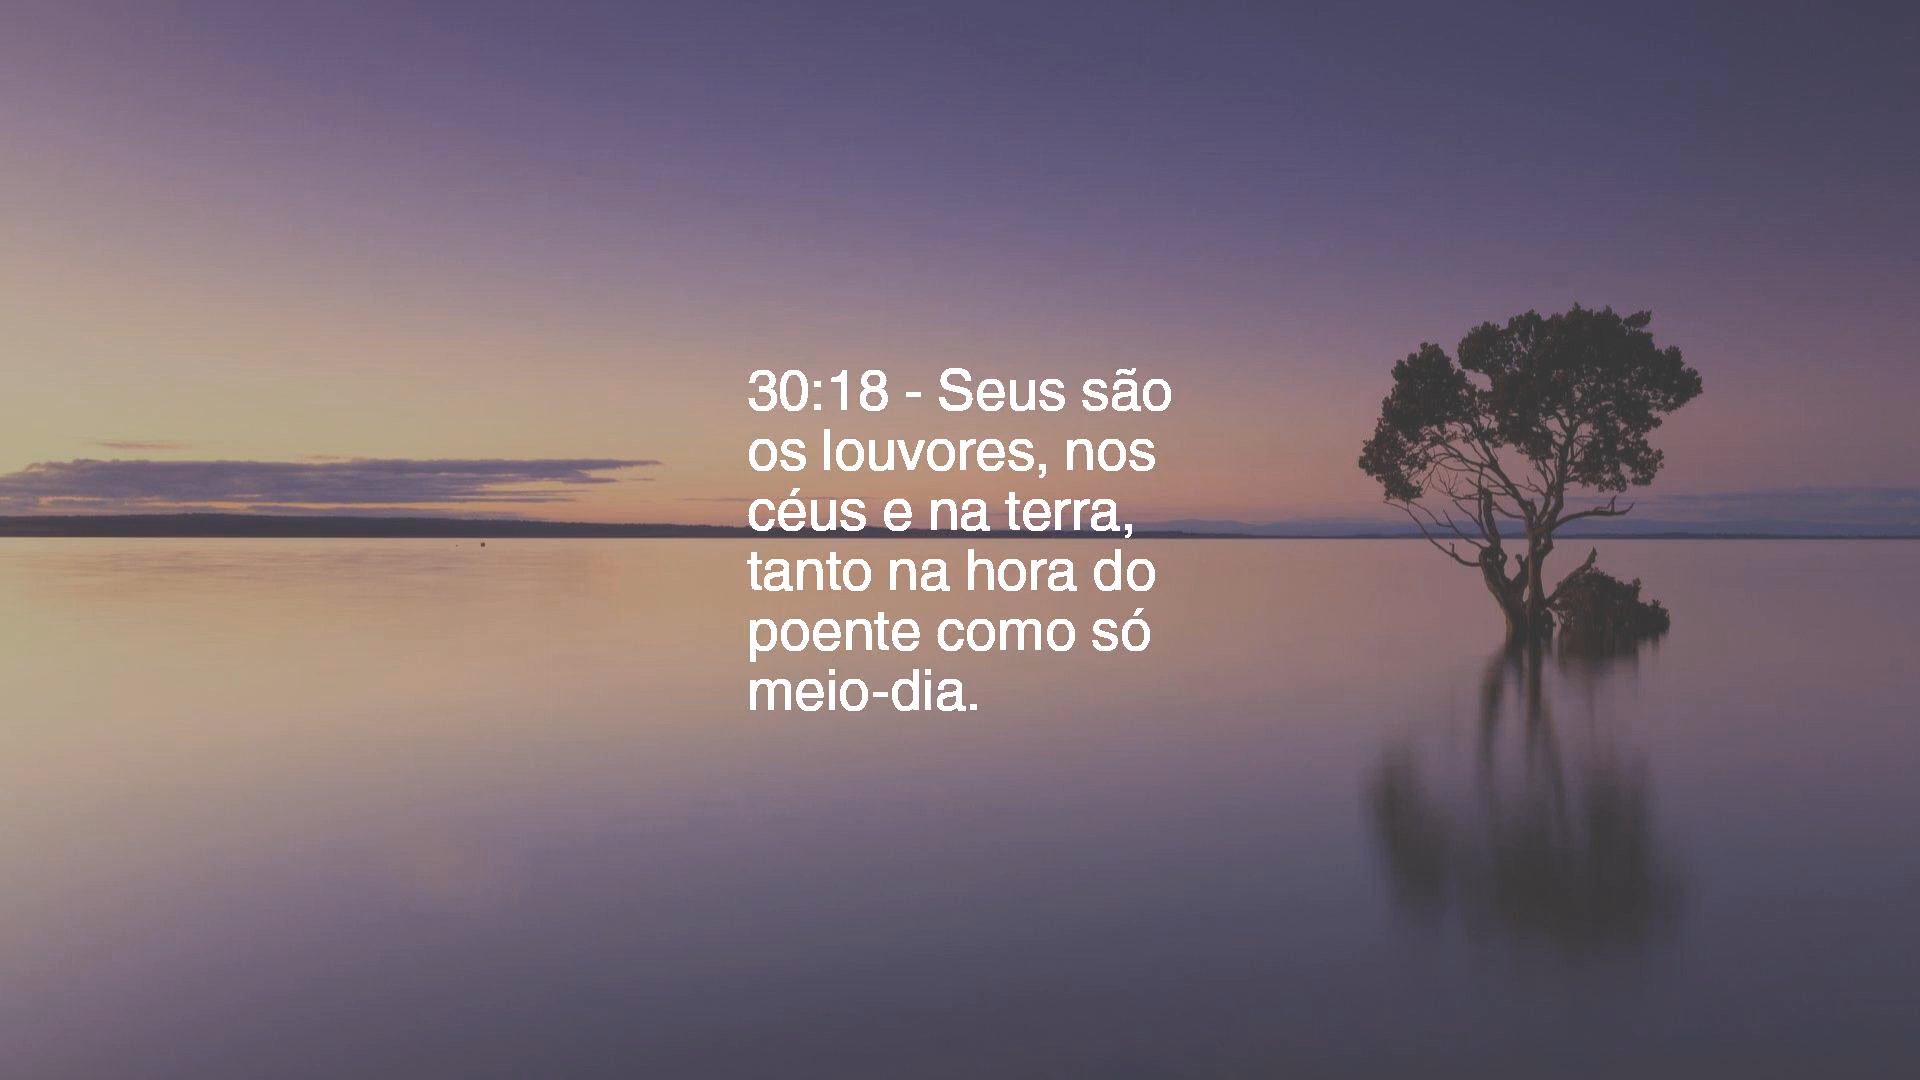 30:18 - Seus são
os louvores, nos
céus e na terra,
tanto na hora do
poente como só
meio-dia.